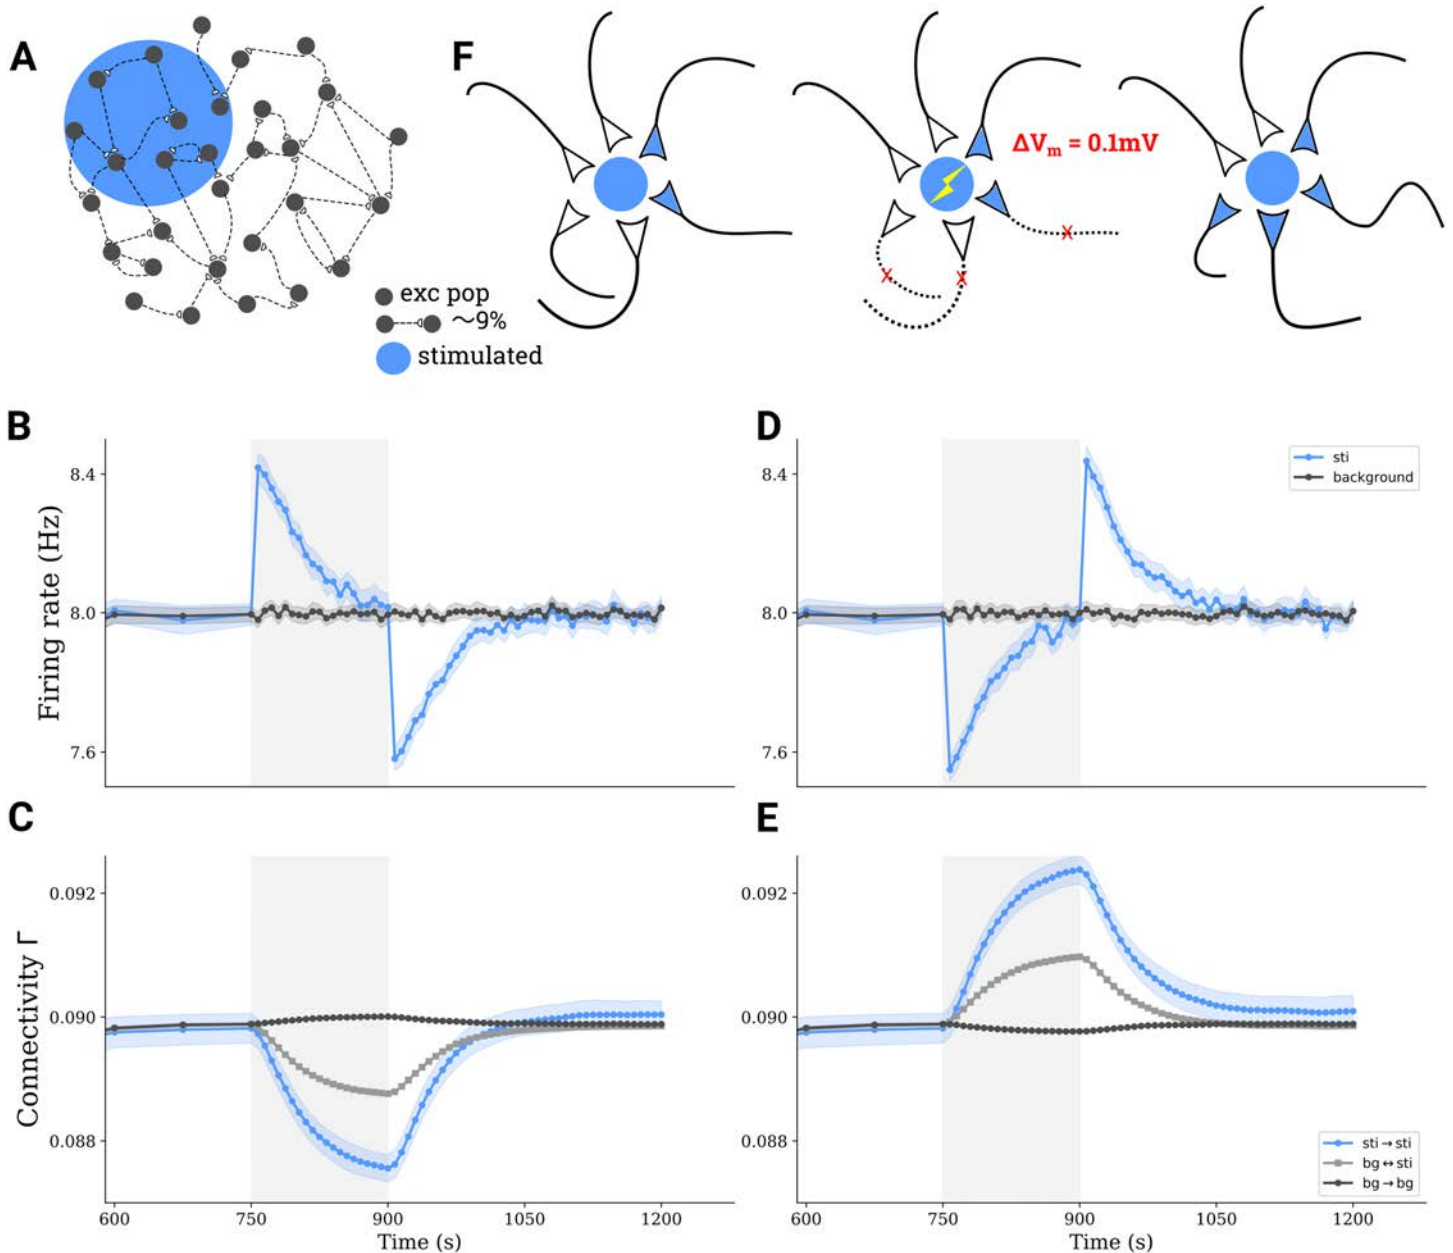 A
F
ΔVm = 0.1mV
X
X
X
exc pop
~9%
stimulated
B
D
8.4
8.0
7.6
Firing rate (Hz)
sti
background
C
E
0.092
0.090
0.088
Connectivity Γ
0.092
0.090
0.088
sti→sti
bg↔sti
bg→bg
600 750 900 1050 1200
600 750 900 1050 1200
Time (s)
Time (s)
8.4
8.0
7.6